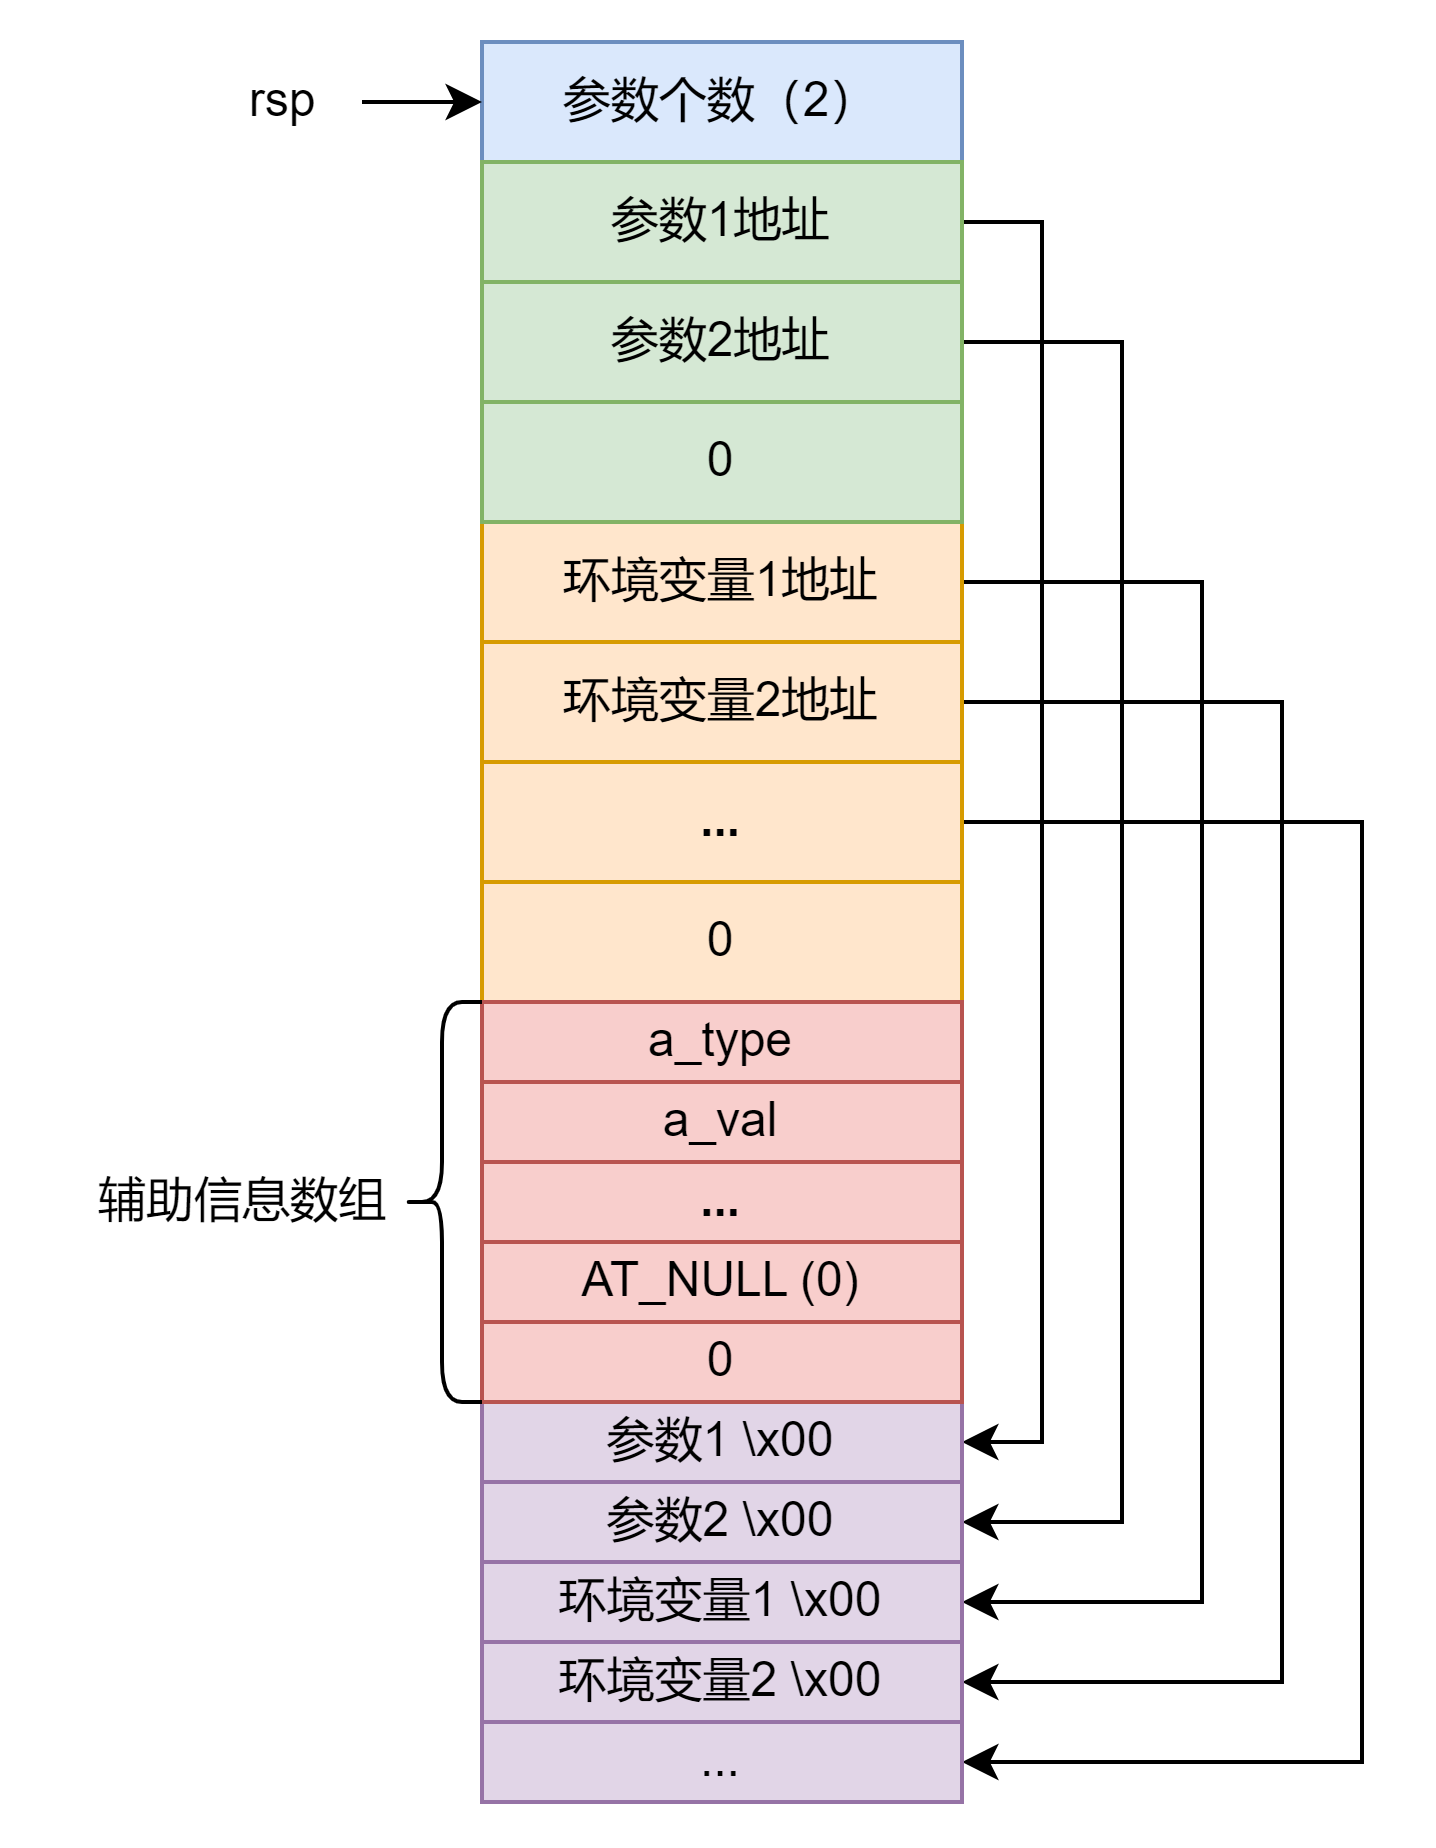 rsp
参数个数（2）
参数1地址
参数2地址
0
环境变量1地址
环境变量2地址
...
0
a_type
a_val
...
辅助信息数组
AT_NULL (0)
0
参数1 \x00
参数2 \x00
环境变量1 \x00
环境变量2 \x00
...